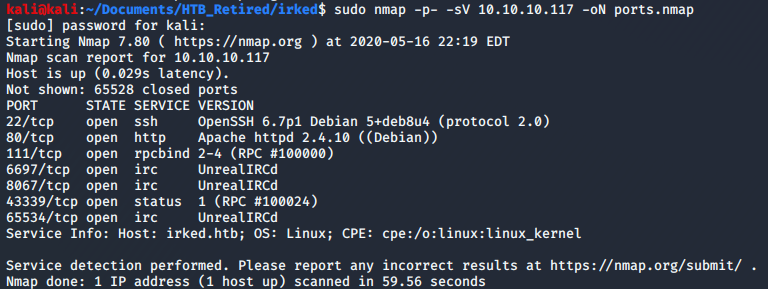 kali@kali:~/Documents/HTB_Retired/irked$ sudo nmap -p- -sV 10.10.10.117 -oN ports.nmap
[sudo] password for kali:
Starting Nmap 7.80 ( https://nmap.org ) at 2020-05-16 22:19 EDT
Nmap scan report for 10.10.10.117
Host is up (0.029s latency).
Not shown: 65528 closed ports
PORT      STATE SERVICE VERSION
22/tcp    open  ssh     OpenSSH 6.7p1 Debian 5+deb8u4 (protocol 2.0)
80/tcp    open  http    Apache httpd 2.4.10 ((Debian))
111/tcp   open  rpcbind 2-4 (RPC #100000)
6697/tcp  open  irc     UnrealIRCd
8067/tcp  open  irc     UnrealIRCd
43339/tcp open  status  1 (RPC #100024)
65534/tcp open  irc     UnrealIRCd
Service Info: Host: irked.htb; OS: Linux; CPE: cpe:/o:linux:linux_kernel
Service detection performed. Please report any incorrect results at https://nmap.org/submit/ .
Nmap done: 1 IP address (1 host up) scanned in 59.56 seconds